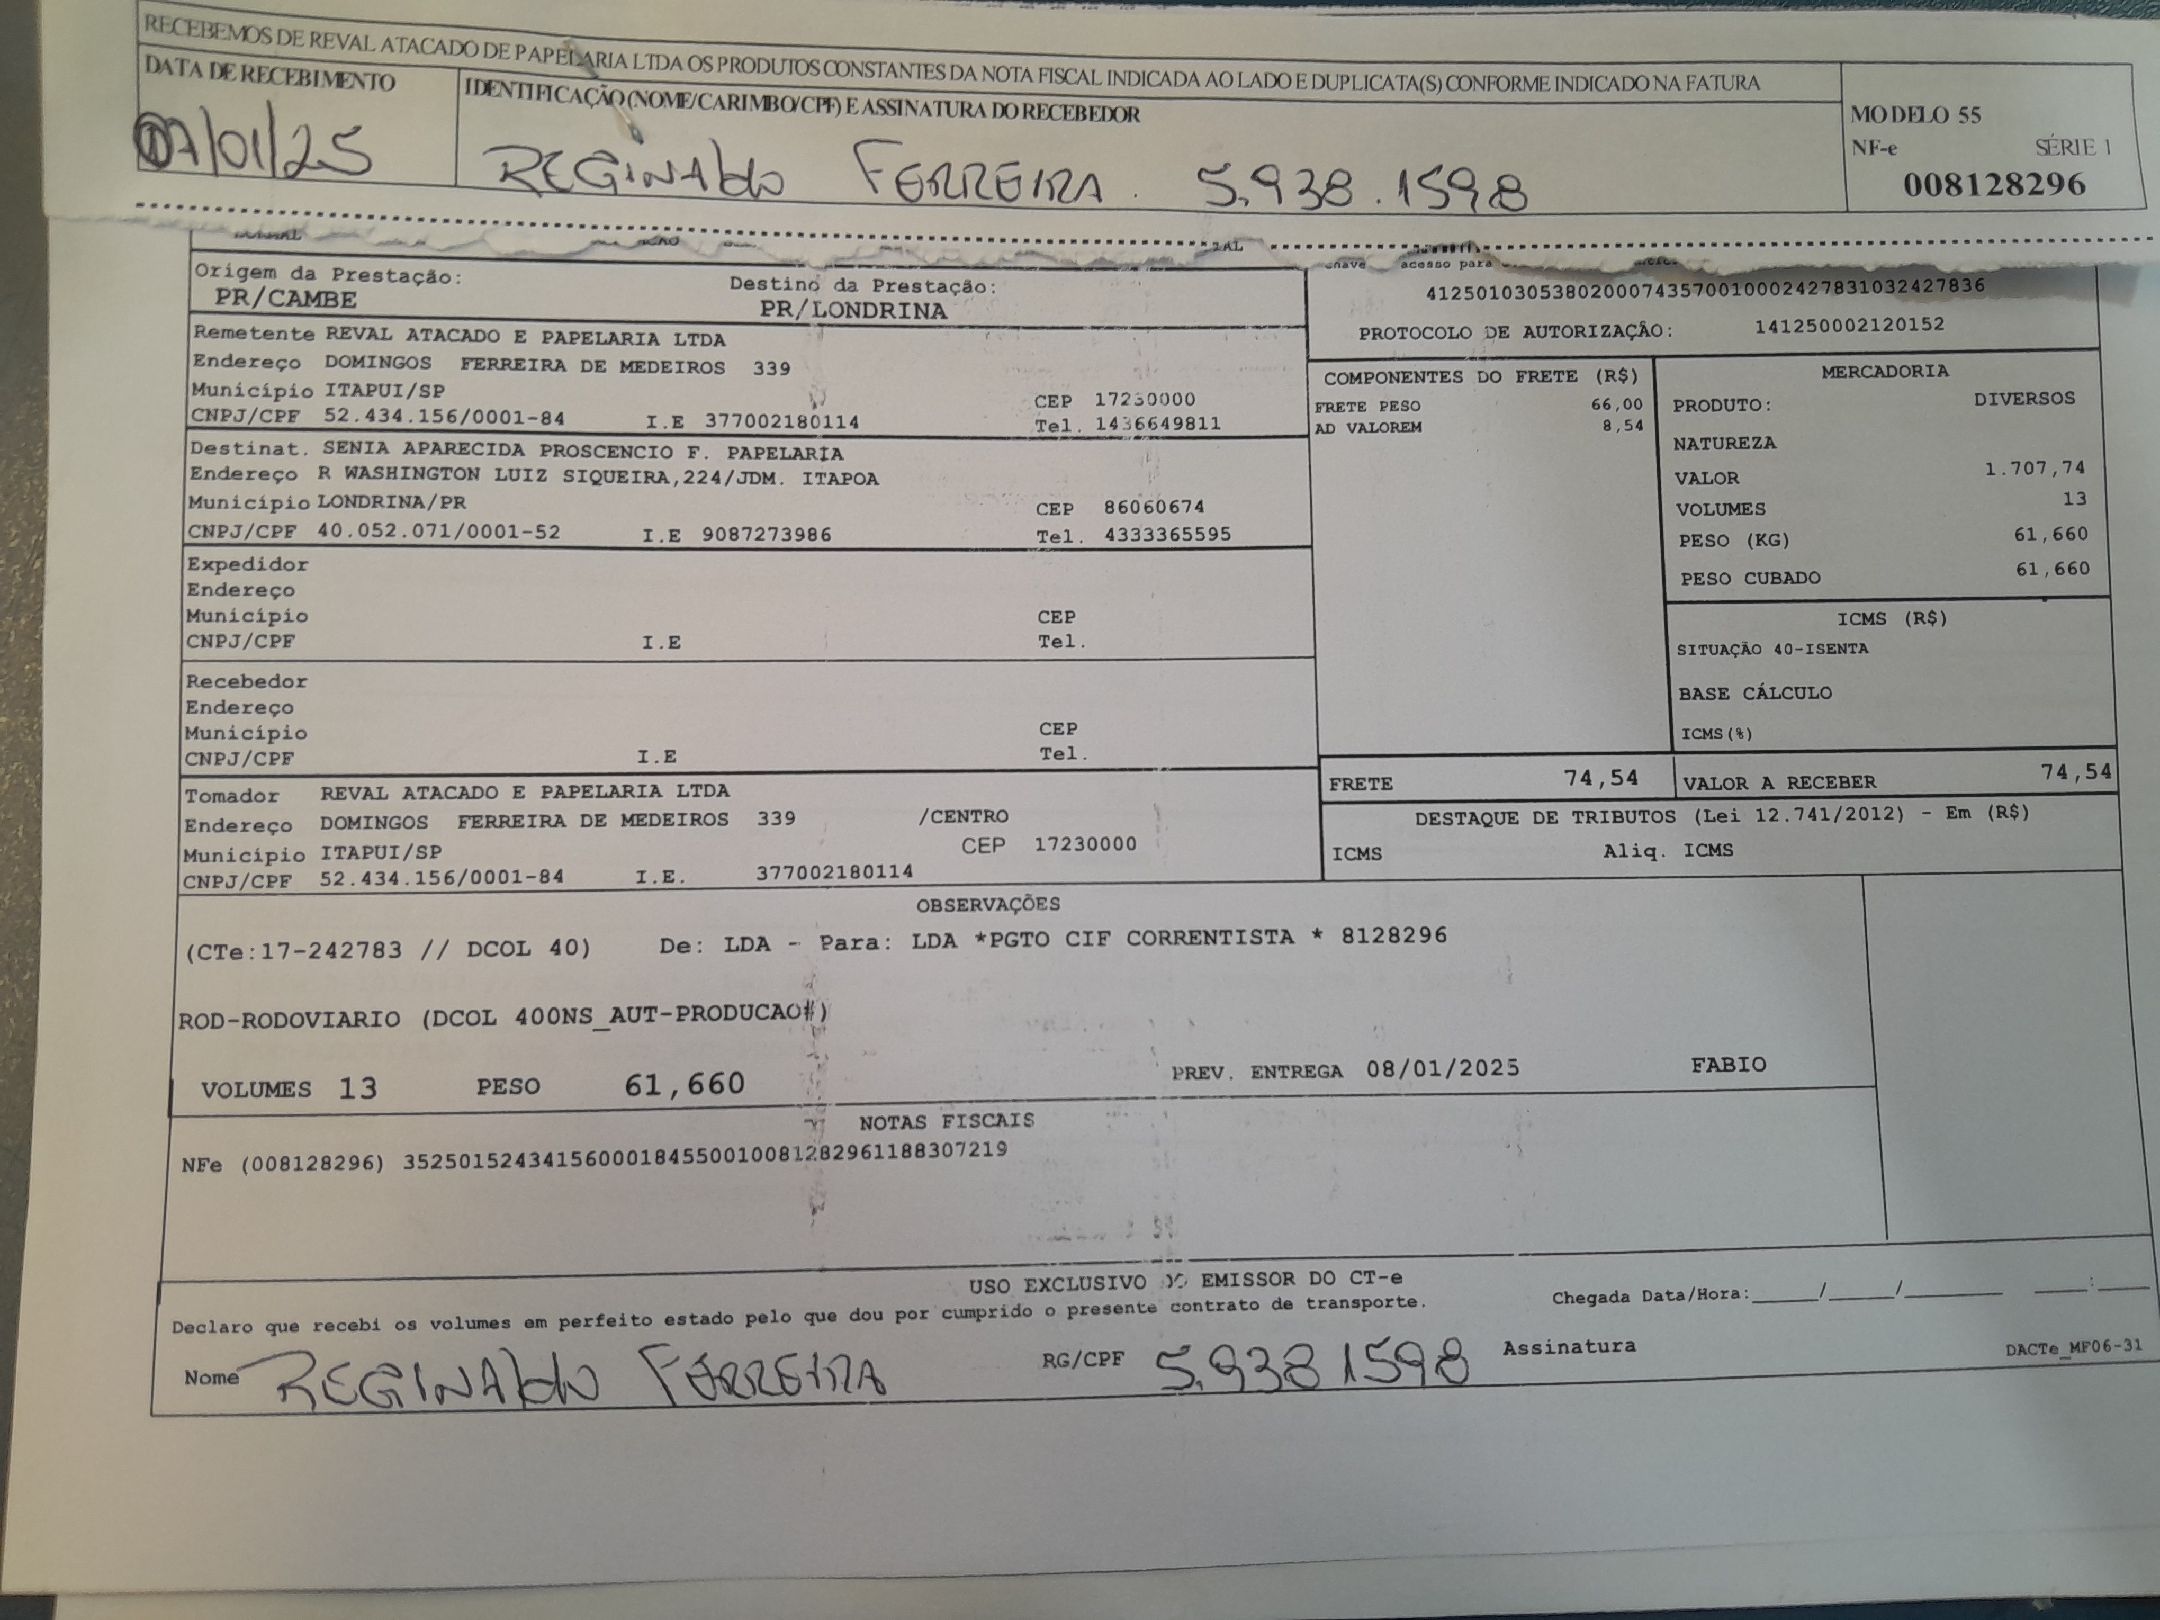 RECEBEMOS DE REVAL ATACADO DE PAPELARIA LTDA OS PRODUTOS CONSTANTES DA NOTA FISCAL INDICADA AO LADO E DUPLICATA(S) CONFORME INDICADO NA FATURA
DATA DE RECEBIMENTO
07/01/25
IDENTIFICAÇÃO (NOME/CARIMBO/CPF) E ASSINATURA DO RECEBEDOR
REGINALDO FERREIRA. 5.938.1598
MODELO 55
NF-e SÉRIE 1
008128296
Origem da Prestação: Destino da Prestação:
PR/CAMBE PR/LONDRINA
Remetente REVAL ATACADO E PAPELARIA LTDA
Endereço DOMINGOS FERREIRA DE MEDEIROS 339
Município ITAPUI/SP CEP 17230000
CNPJ/CPF 52.434.156/0001-84 I.E 377002180114 Tel. 1436649811
Destinat. SENIA APARECIDA PROSCENCIO F. PAPELARIA
Endereço R WASHINGTON LUIZ SIQUEIRA,224/JDM. ITAPOA
Município LONDRINA/PR CEP 86060674
CNPJ/CPF 40.052.071/0001-52 I.E 9087273986 Tel. 4333365595
Expedidor
Endereço
Município CEP
CNPJ/CPF I.E Tel.
Recebedor
Endereço
Município CEP
CNPJ/CPF I.E Tel.
Tomador REVAL ATACADO E PAPELARIA LTDA
Endereço DOMINGOS FERREIRA DE MEDEIROS 339 /CENTRO
Município ITAPUI/SP CEP 17230000
CNPJ/CPF 52.434.156/0001-84 I.E. 377002180114
acesso para
41250103053802000743570010002427831032427836
PROTOCOLO DE AUTORIZAÇÃO: 141250002120152
COMPONENTES DO FRETE (R$)
FRETE PESO 66,00
AD VALOREM 8,54
MERCADORIA
PRODUTO: DIVERSOS
NATUREZA
VALOR 1.707,74
VOLUMES 13
PESO (KG) 61,660
PESO CUBADO 61,660
ICMS (R$)
SITUAÇÃO 40-ISENTA
BASE CÁLCULO
ICMS(%)
FRETE 74,54 VALOR A RECEBER 74,54
DESTAQUE DE TRIBUTOS (Lei 12.741/2012) - Em (R$)
ICMS Aliq. ICMS
OBSERVAÇÕES
(CTe:17-242783 // DCOL 40) De: LDA - Para: LDA *PGTO CIF CORRENTISTA * 8128296
ROD-RODOVIARIO (DCOL 400NS_AUT-PRODUCAO#)
VOLUMES 13 PESO 61,660 PREV. ENTREGA 08/01/2025 FABIO
NOTAS FISCAIS
NFe (008128296) 35250152434156000184550010081282961188307219
USO EXCLUSIVO EMISSOR DO CT-e
Declaro que recebi os volumes em perfeito estado pelo que dou por cumprido o presente contrato de transporte. Chegada Data/Hora:____/____/______ ___:___
Nome REGINALDO FERREIRA RG/CPF 5.9381598 Assinatura DACTe_MF06-31